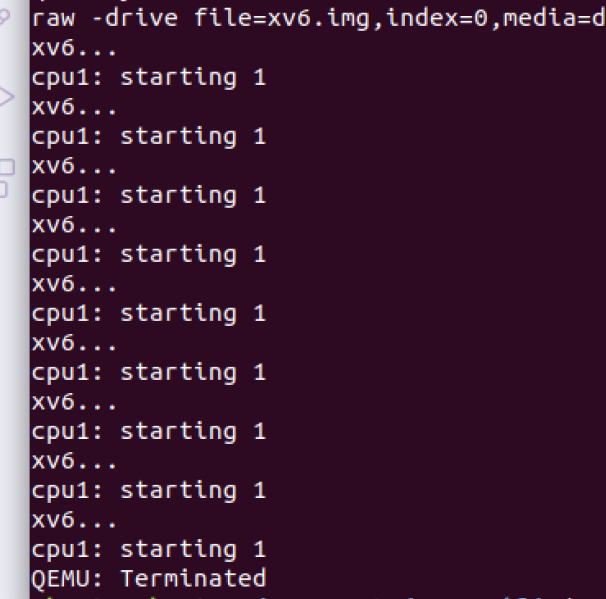 raw -drive file=xv6.img,index=0,media=d
xv6...
cpu1: starting 1
xv6...
cpu1: starting 1
xv6...
cpu1: starting 1
xv6...
cpu1: starting 1
xv6...
cpu1: starting 1
xv6...
cpu1: starting 1
xv6...
cpu1: starting 1
xv6...
cpu1: starting 1
xv6...
cpu1: starting 1
QEMU: Terminated